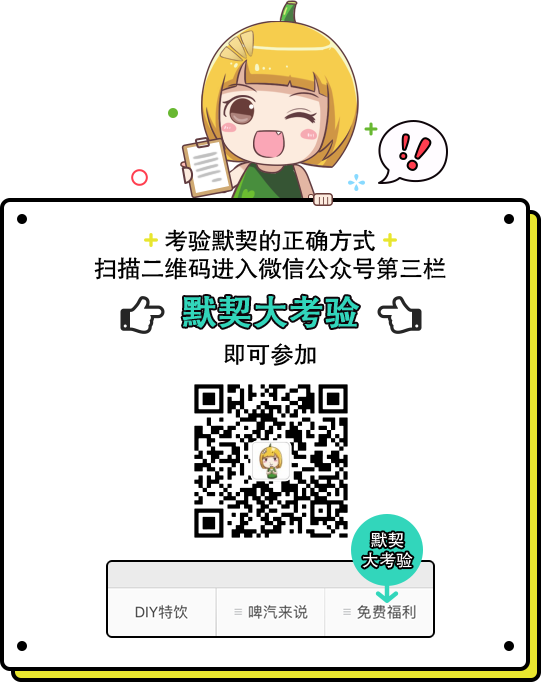 !!
考验默契的正确方式
扫描二维码进入微信公众号第三栏
默契大考验
即可参加
默契
大考验
DIY特饮
啤汽来说
免费福利